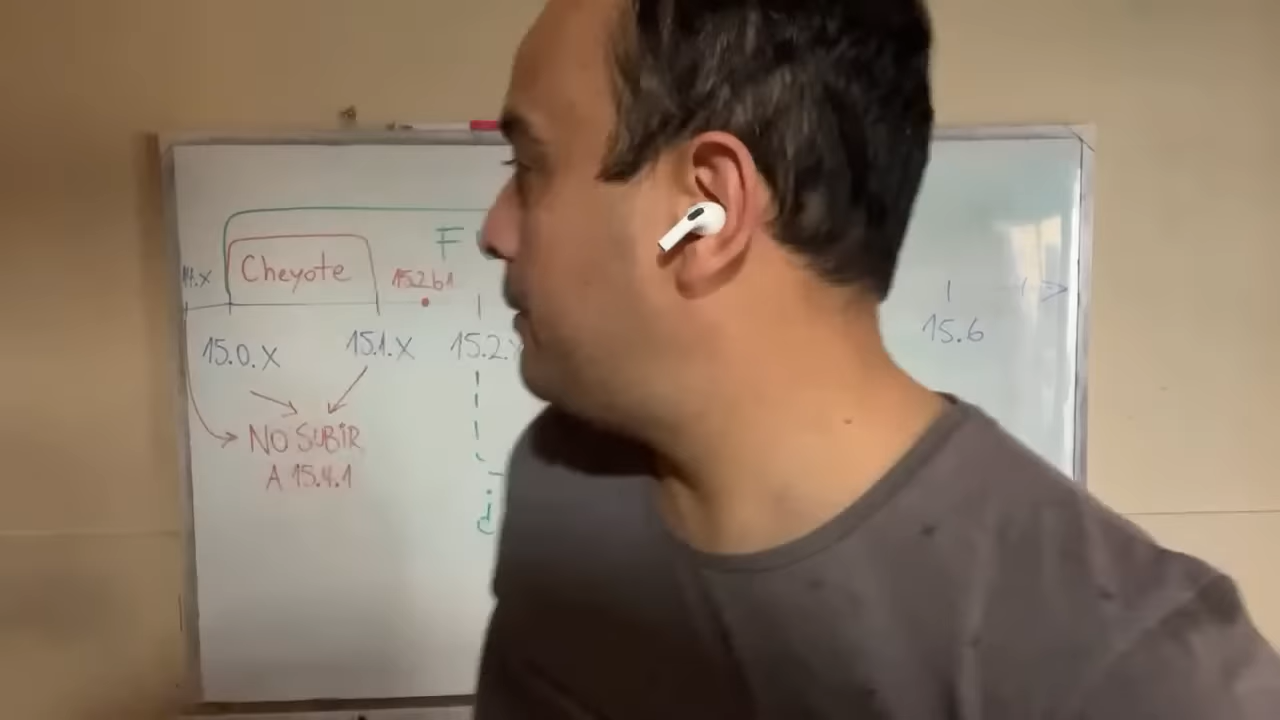 F
Cheyote
14.x
15.2b1
15.0.x
15.1.x
15.2.
15.6
NO SUBIR
A 15.4.1